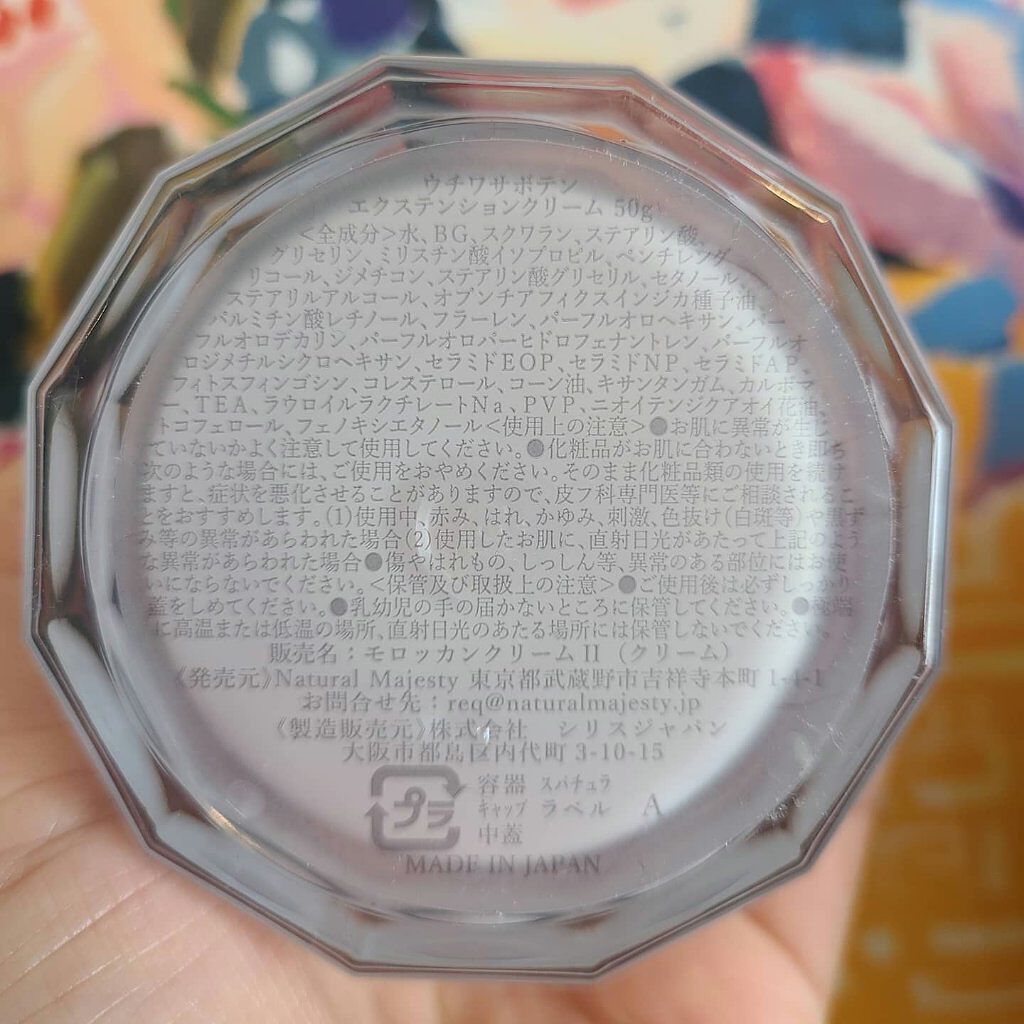 ウチワサボテン
エクステンションクリーム 50g
<全成分>水、BG、スクワラン、ステアリン酸、
グリセリン、ミリスチン酸イソプロピル、ペンチレング
リコール、ジメチコン、ステアリン酸グリセリル、セタノール、
ステアリルアルコール、オプンチアフィクスインジカ種子油、
パルミチン酸レチノール、フラーレン、パーフルオロヘキサン、パー
フルオロデカリン、パーフルオロパーヒドロフェナントレン、パーフルオ
ロジメチルシクロヘキサン、セラミドEOP、セラミドNP、セラミドAP、
フィトスフィンゴシン、コレステロール、コーン油、キサンタンガム、カルボマ
ー、TEA、ラウロイルラクチレートNa、PVP、ニオイテンジクアオイ花油、
トコフェロール、フェノキシエタノール<使用上の注意>●お肌に異常が生じ
ていないかよく注意して使用してください。●化粧品がお肌に合わないとき即ち
次のような場合には、ご使用をおやめください。そのまま化粧品類の使用を続け
ますと、症状を悪化させることがありますので、皮フ科専門医等にご相談されるこ
とをおすすめします。(1)使用中、赤み、はれ、かゆみ、刺激、色抜け(白斑等)や黒ず
み等の異常があらわれた場合(2)使用したお肌に、直射日光があたって上記のよう
な異常があらわれた場合●傷やはれもの、しっしん等、異常のある部位にはお使
いにならないでください。<保管及び取扱上の注意>●ご使用後は必ずしっかり
蓋をしめてください。●乳幼児の手の届かないところに保管してください。●極端
に高温または低温の場所、直射日光のあたる場所には保管しないでください。
販売名：モロッカンクリームII（クリーム）
《発売元》Natural Majesty 東京都武蔵野市吉祥寺本町 1-4-1
お問合せ先：req@naturalmajesty.jp
《製造販売元》株式会社 シリスジャパン
大阪市都島区内代町 3-10-15
プラ 容器 スパチュラ
キャップ ラベル A
中蓋
MADE IN JAPAN